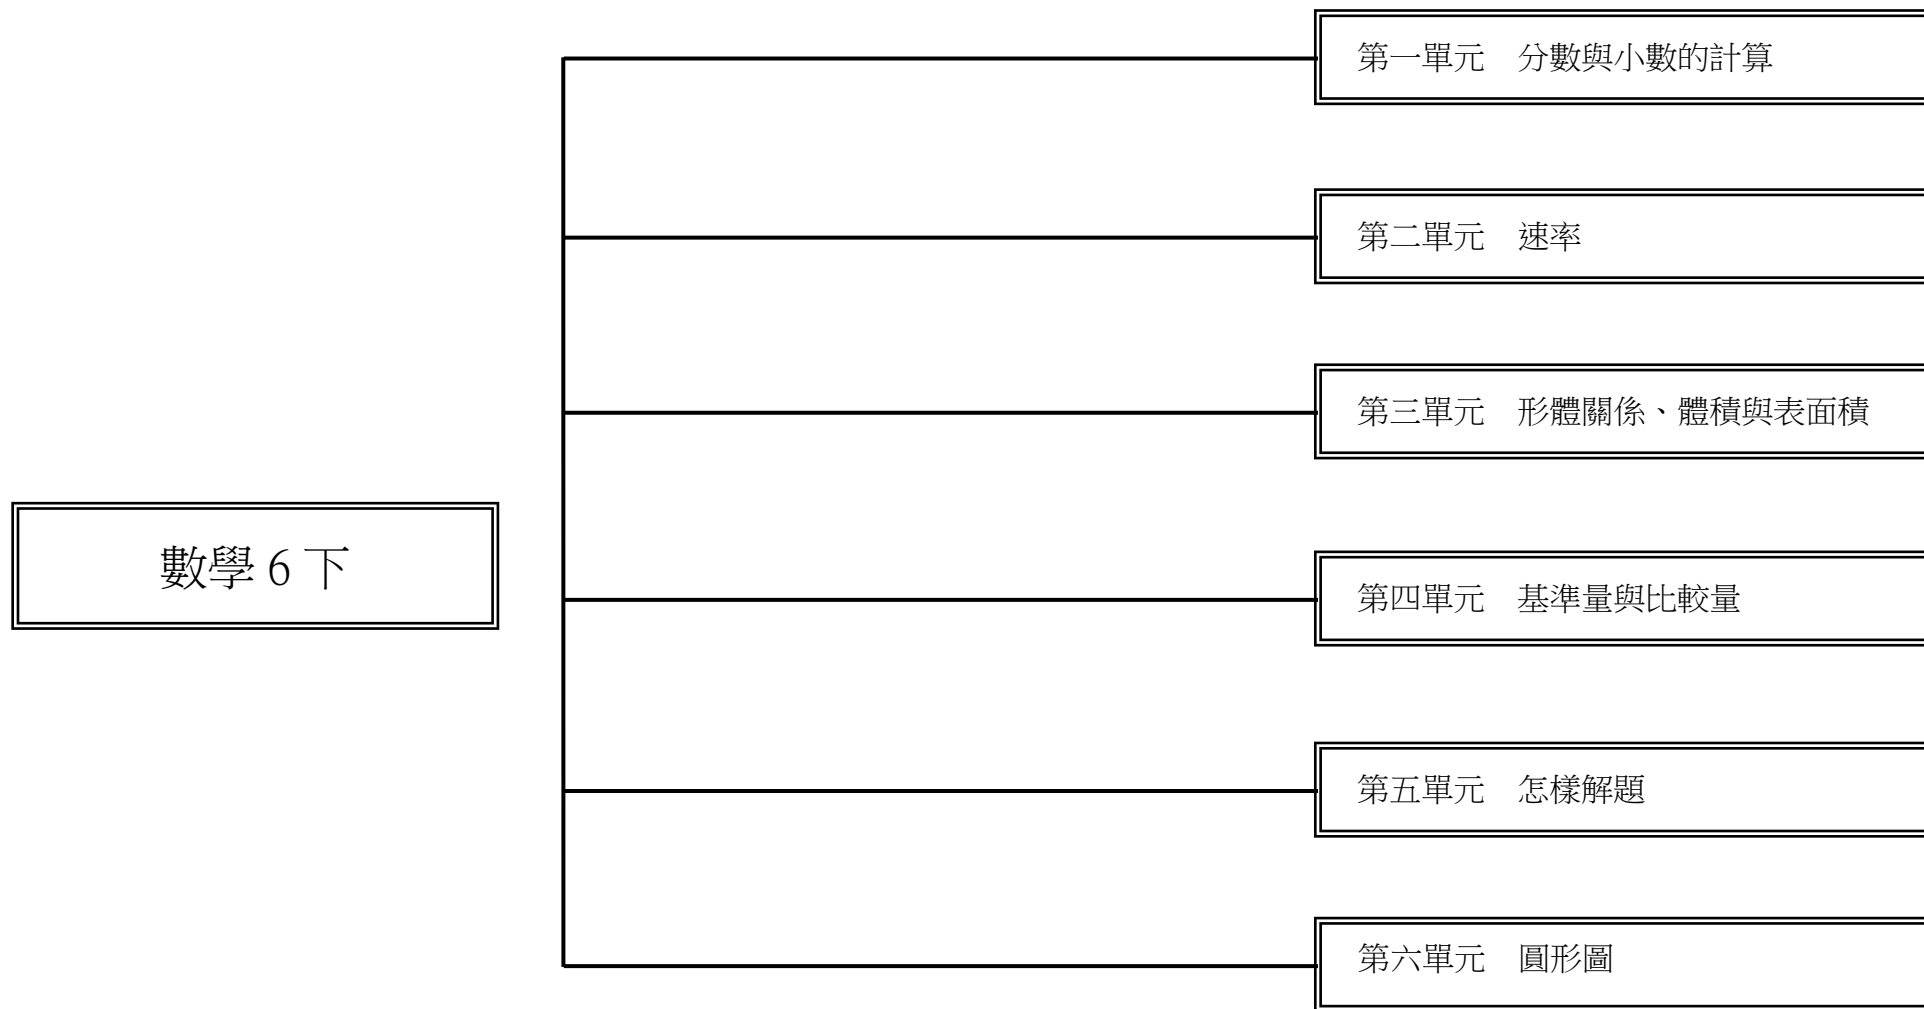 第一單元　分數與小數的計算
第二單元　速率
第三單元　形體關係、體積與表面積
數學 6 下
第四單元　基準量與比較量
第五單元　怎樣解題
第六單元　圓形圖